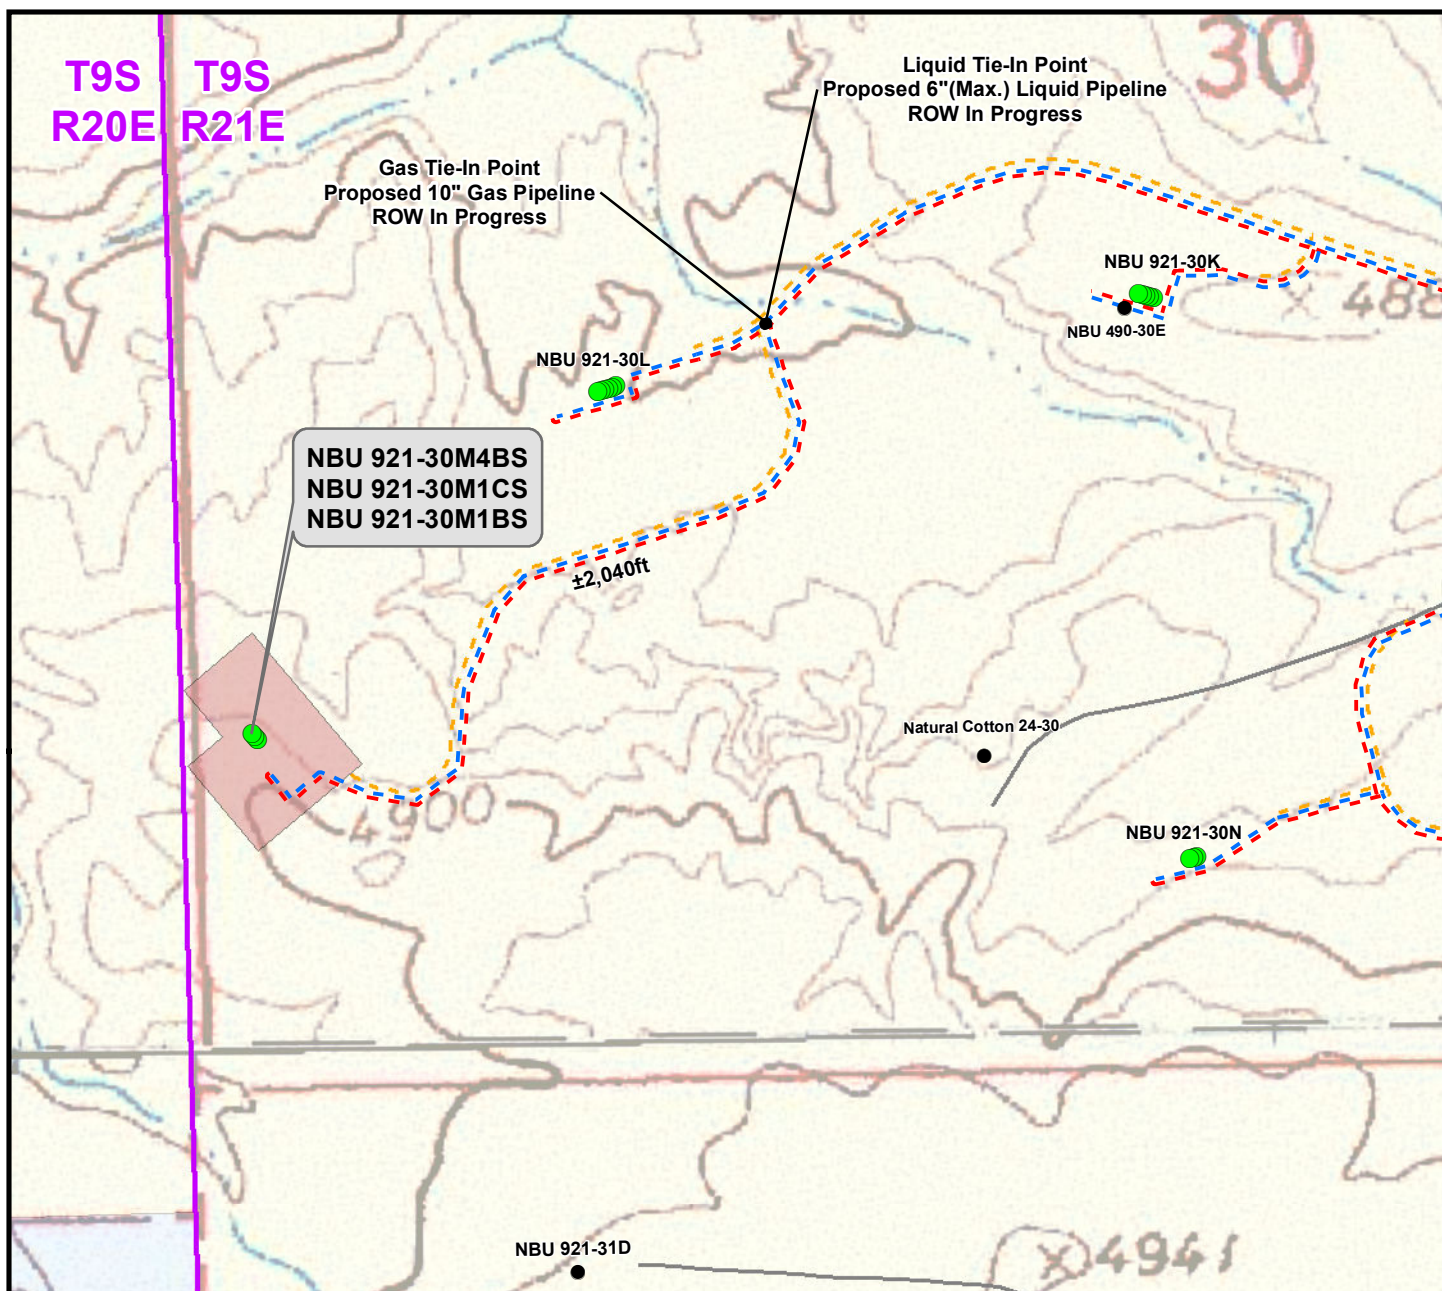 T9S
R20E
T9S
R21E
30
Liquid Tie-In Point
Proposed 6"(Max.) Liquid Pipeline
ROW In Progress
Gas Tie-In Point
Proposed 10" Gas Pipeline
ROW In Progress
NBU 921-30K
488
NBU 490-30E
NBU 921-30L
NBU 921-30M4BS
NBU 921-30M1CS
NBU 921-30M1BS
±2,040ft
Natural Cotton 24-30
4900
NBU 921-30N
NBU 921-31D
4941